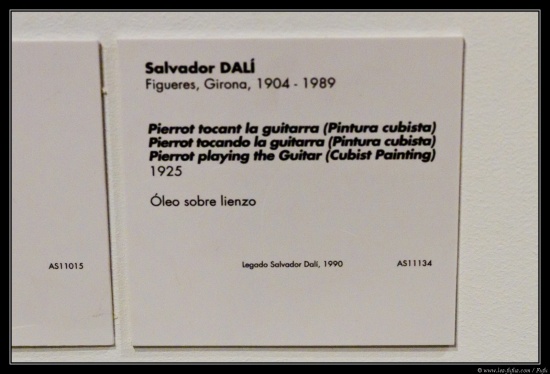 Salvador DALÍ
Figueres, Girona, 1904 - 1989
Pierrot tocant la guitarra (Pintura cubista)
Pierrot tocando la guitarra (Pintura cubista)
Pierrot playing the Guitar (Cubist Painting)
1925
Óleo sobre lienzo
Legado Salvador Dalí, 1990 AS11134
AS11015